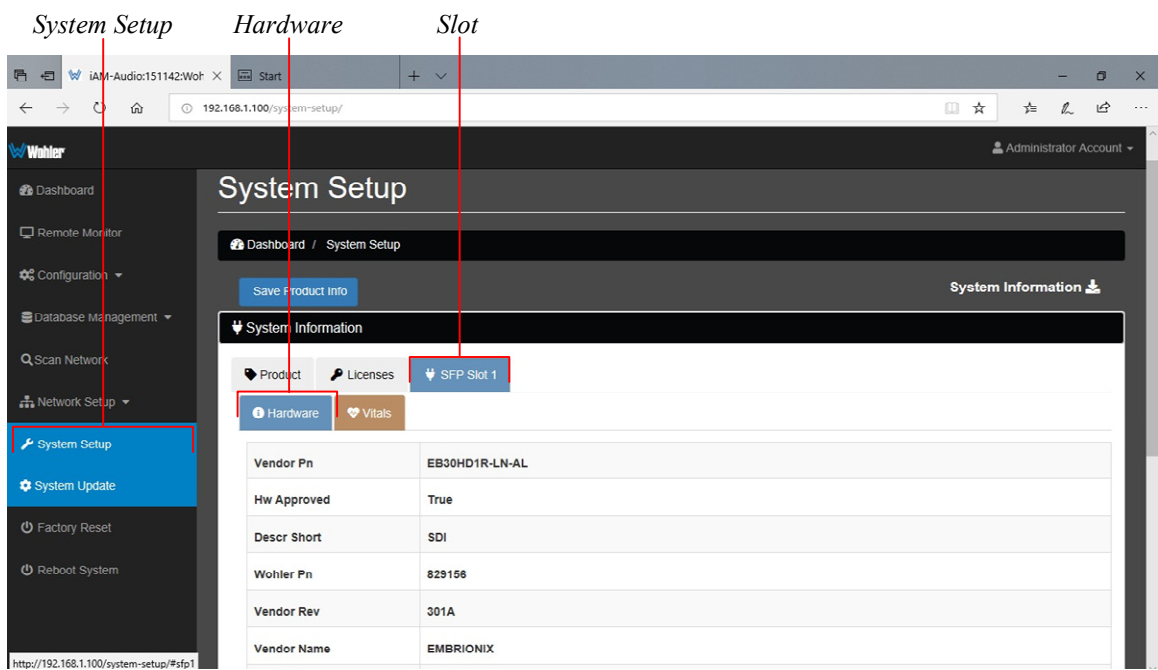 System Setup Hardware Slot
iAM-Audio:151142:Woh Start
192.168.1.100/system-setup/
Wohler
Administrator Account
Dashboard
System Setup
Remote Monitor
Dashboard / System Setup
Configuration
Save Product Info
System Information
Database Management
System Information
Scan Network
Product Licenses SFP Slot 1
Network Setup
Hardware Vitals
System Setup
Vendor Pn EB30HD1R-LN-AL
System Update
Hw Approved True
Factory Reset
Descr Short SDI
Reboot System
Wohler Pn 829156
Vendor Rev 301A
Vendor Name EMBRIONIX
http://192.168.1.100/system-setup/#sfp1